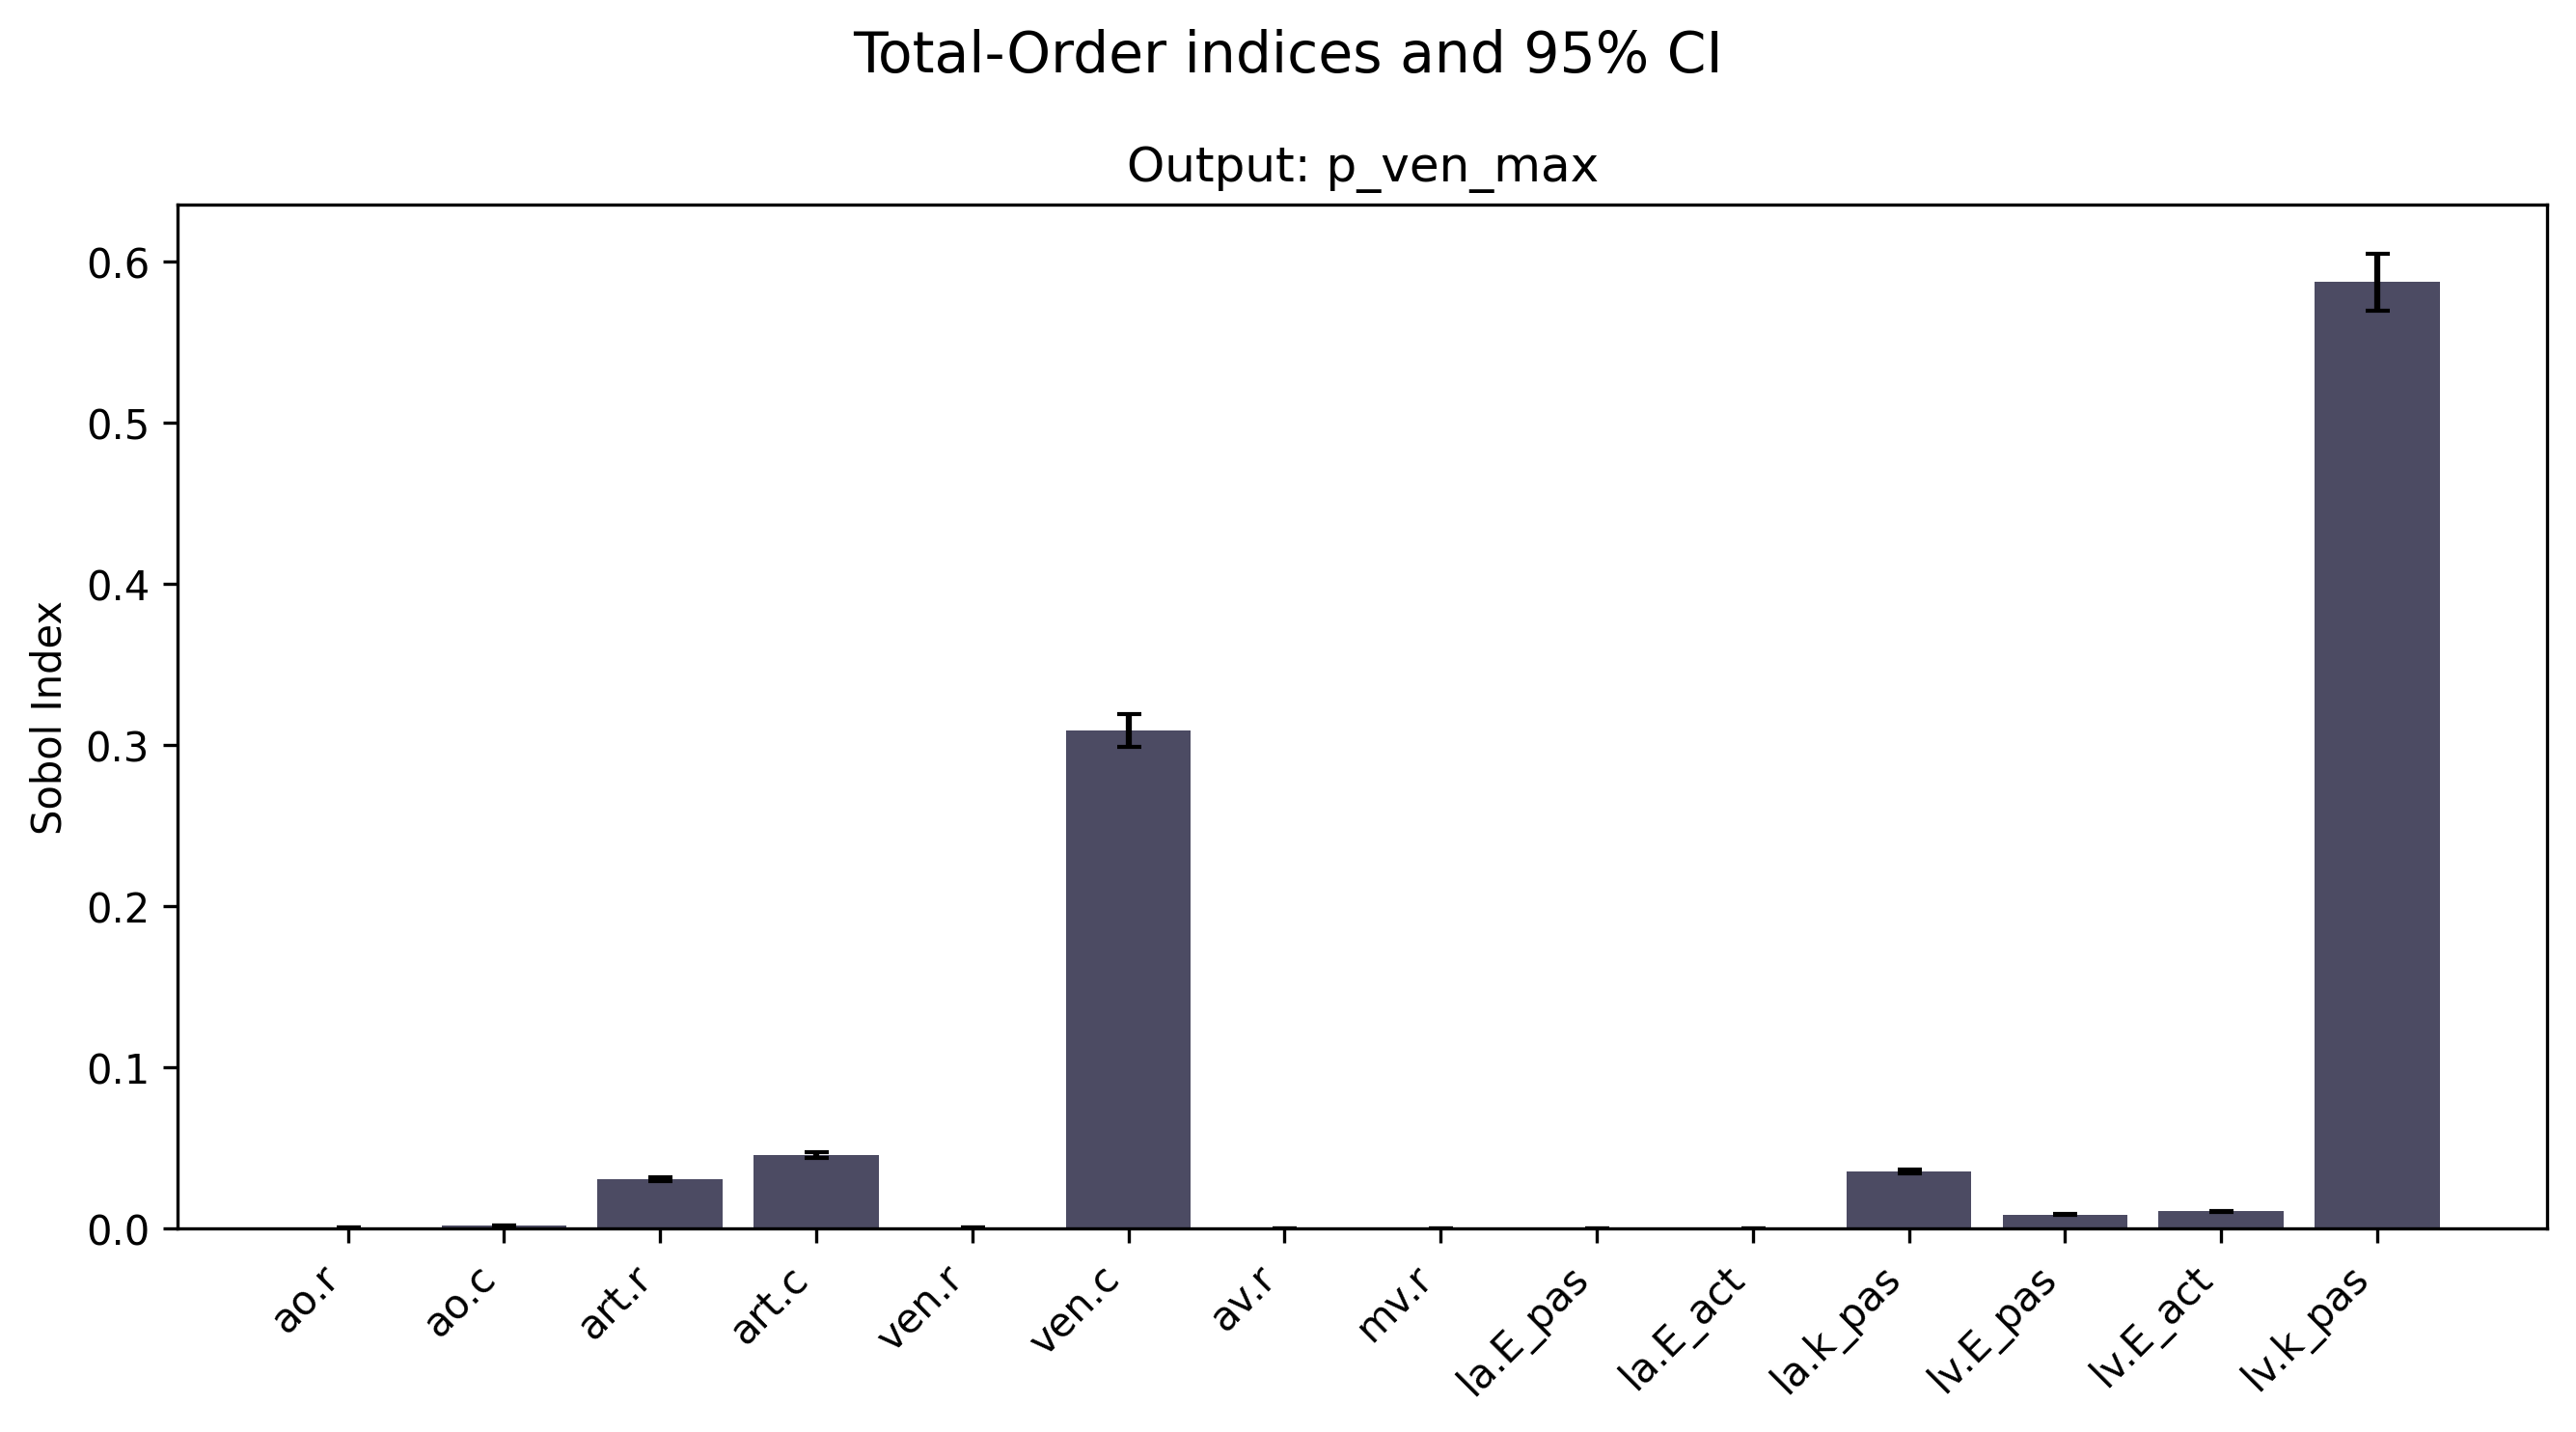 Total-Order indices and 95% CI
Output: p_ven_max
Sobol Index
0.6
0.5
0.4
0.3
0.2
0.1
0.0
ao.r
ao.c
art.r
art.c
ven.r
ven.c
av.r
mv.r
la.E_pas
la.E_act
la.k_pas
lv.E_pas
lv.E_act
lv.k_pas